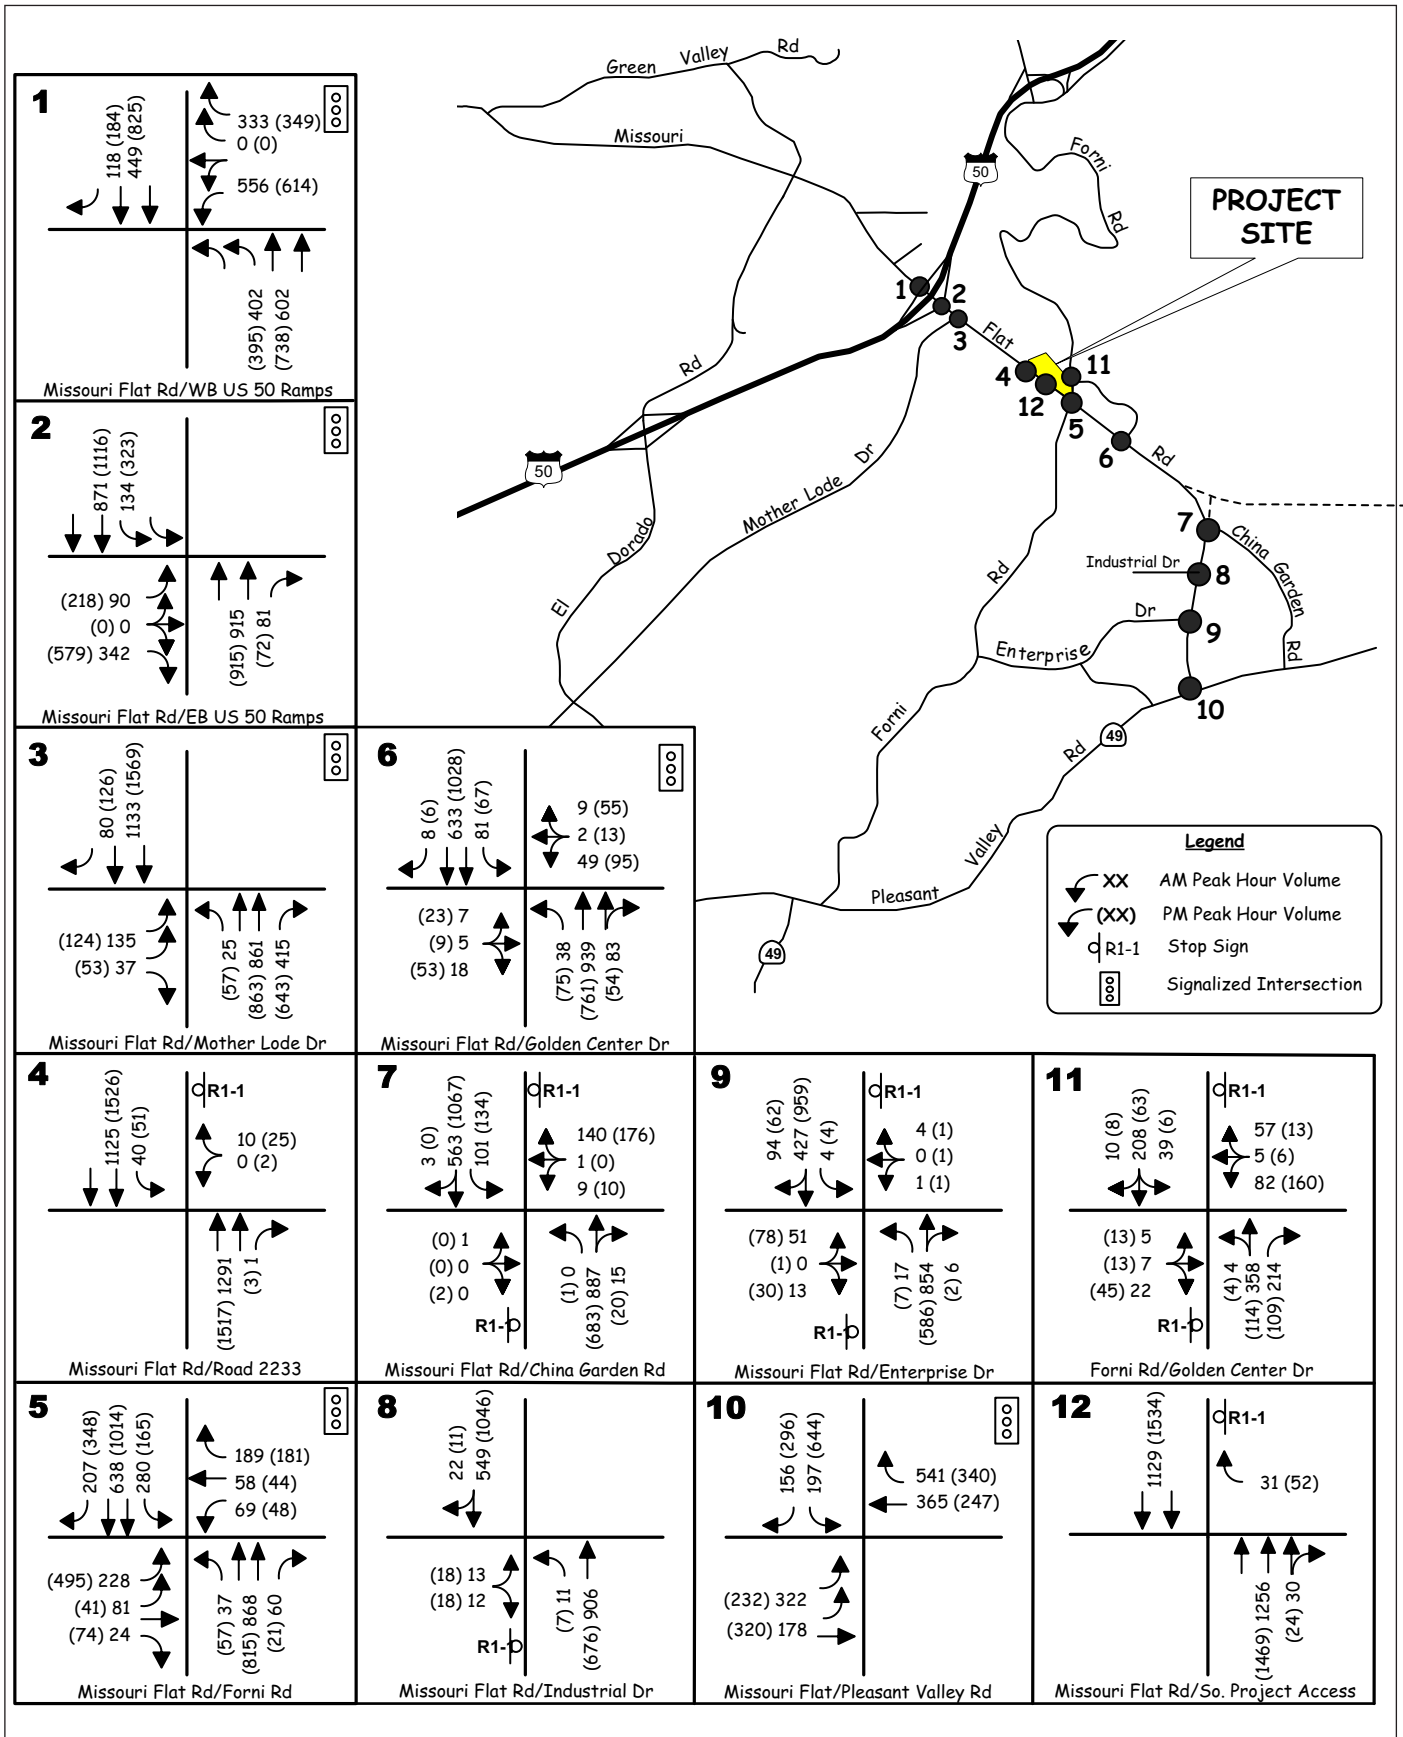 1
118 (184)
449 (825)
333 (349)
0 (0)
556 (614)
(395) 402
(738) 602
Missouri Flat Rd/WB US 50 Ramps
2
871 (1116)
134 (323)
(218) 90
(0) 0
(579) 342
(915) 915
(72) 81
Missouri Flat Rd/EB US 50 Ramps
3
80 (126)
1133 (1569)
(124) 135
(53) 37
(57) 25
(863) 861
(643) 415
Missouri Flat Rd/Mother Lode Dr
6
8 (6)
633 (1028)
81 (67)
9 (55)
2 (13)
49 (95)
(23) 7
(9) 5
(53) 18
(75) 38
(761) 939
(54) 83
Missouri Flat Rd/Golden Center Dr
4
1125 (1526)
40 (51)
R1-1
10 (25)
0 (2)
(1517) 1291
(3) 1
Missouri Flat Rd/Road 2233
7
3 (0)
563 (1067)
101 (134)
R1-1
140 (176)
1 (0)
9 (10)
(0) 1
(0) 0
(2) 0
R1-1
(1) 0
(683) 887
(20) 15
Missouri Flat Rd/China Garden Rd
9
94 (62)
427 (959)
4 (4)
R1-1
4 (1)
0 (1)
1 (1)
(78) 51
(1) 0
(30) 13
R1-1
(7) 17
(586) 854
(2) 6
Missouri Flat Rd/Enterprise Dr
11
10 (8)
208 (63)
39 (6)
R1-1
57 (13)
5 (6)
82 (160)
(13) 5
(13) 7
(45) 22
R1-1
(4) 4
(114) 358
(109) 214
Forni Rd/Golden Center Dr
5
207 (348)
638 (1014)
280 (165)
189 (181)
58 (44)
69 (48)
(495) 228
(41) 81
(74) 24
(57) 37
(815) 868
(21) 60
Missouri Flat Rd/Forni Rd
8
22 (11)
549 (1046)
(18) 13
(18) 12
R1-1
(7) 11
(676) 906
Missouri Flat Rd/Industrial Dr
10
156 (296)
197 (644)
541 (340)
365 (247)
(232) 322
(320) 178
Missouri Flat/Pleasant Valley Rd
12
1129 (1534)
R1-1
31 (52)
(1469) 1256
(24) 30
Missouri Flat Rd/So. Project Access
Green Valley Rd
Missouri
Flat
Rd
50
Forni
Rd
PROJECT
SITE
1
2
3
4
12
11
5
6
7
8
9
10
50
Rd
Dorado
El
Mother Lode Dr
Rd
Forni
Industrial Dr
China Garden Rd
Enterprise Dr
49
Rd
Valley
Pleasant
49
Legend
XX AM Peak Hour Volume
(XX) PM Peak Hour Volume
R1-1 Stop Sign
Signalized Intersection